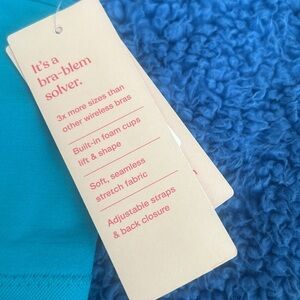 It's a
bra-blem
solver.
3x more sizes than
other wireless bras
Built-in foam cups
lift & shape
Soft, seamless
stretch fabric
Adjustable straps
& back closure